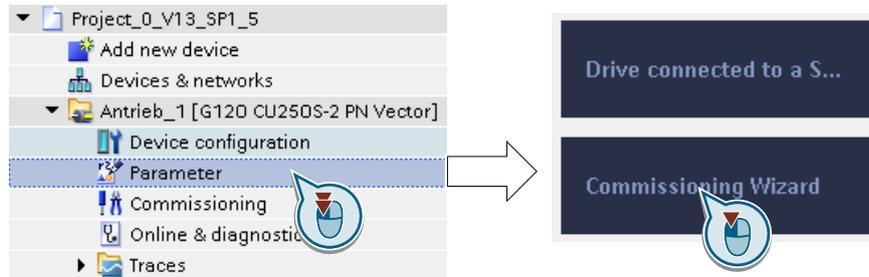 Project_0_V13_SP1_5
Add new device
Devices & networks
Antrieb_1 [G120 CU250S-2 PN Vector]
Device configuration
Parameter
Commissioning
Online & diagnostic
Traces
Drive connected to a S...
Commissioning Wizard